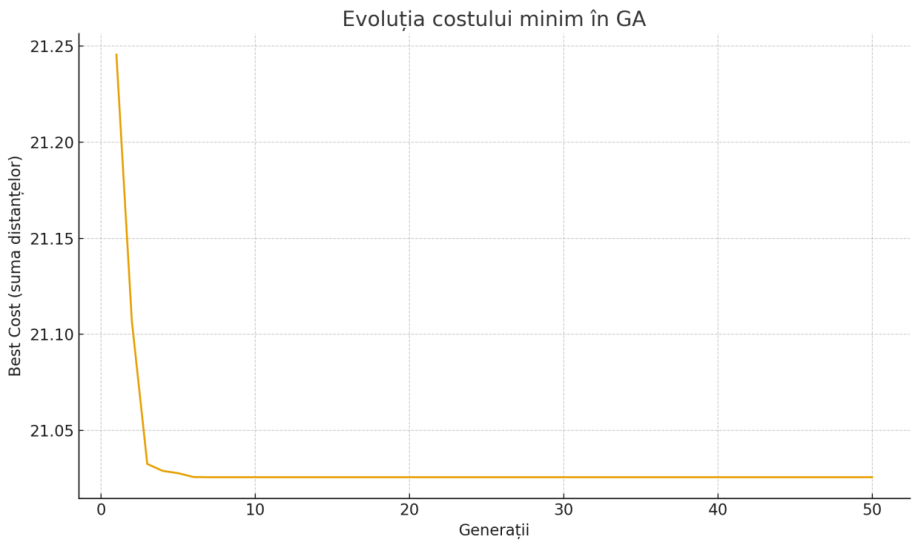 Evoluția costului minim în GA
Best Cost (suma distanțelor)
21.25
21.20
21.15
21.10
21.05
0 10 20 30 40 50
Generații